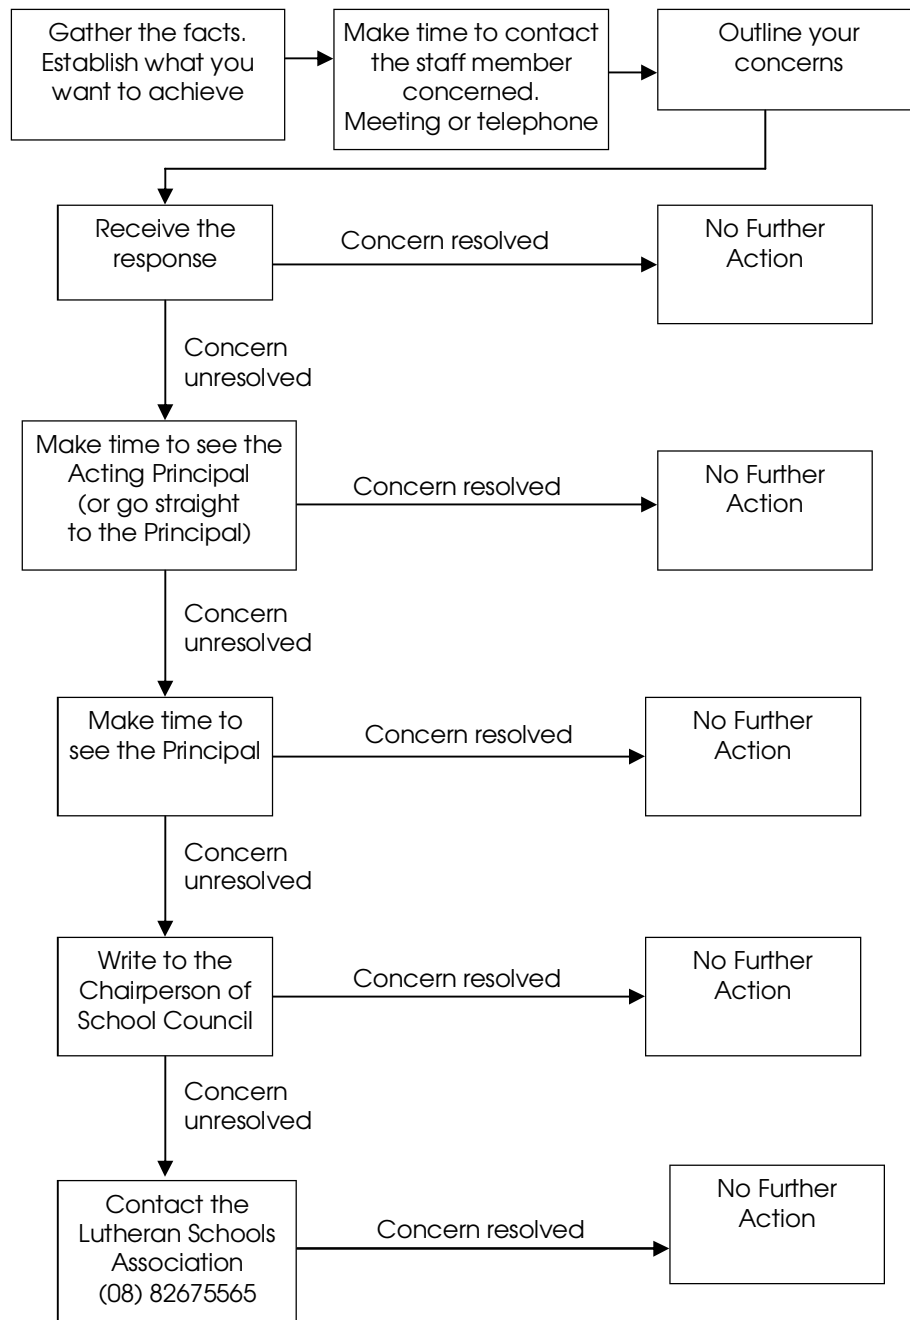 Gather the facts.
Establish what you
want to achieve
Make time to contact
the staff member
concerned.
Meeting or telephone
Outline your
concerns
Receive the
response
Concern resolved
No Further
Action
Concern
unresolved
Make time to see the
Acting Principal
(or go straight
to the Principal)
Concern resolved
No Further
Action
Concern
unresolved
Make time to
see the Principal
Concern resolved
No Further
Action
Concern
unresolved
Write to the
Chairperson of
School Council
Concern resolved
No Further
Action
Concern
unresolved
Contact the
Lutheran Schools
Association
(08) 82675565
Concern resolved
No Further
Action